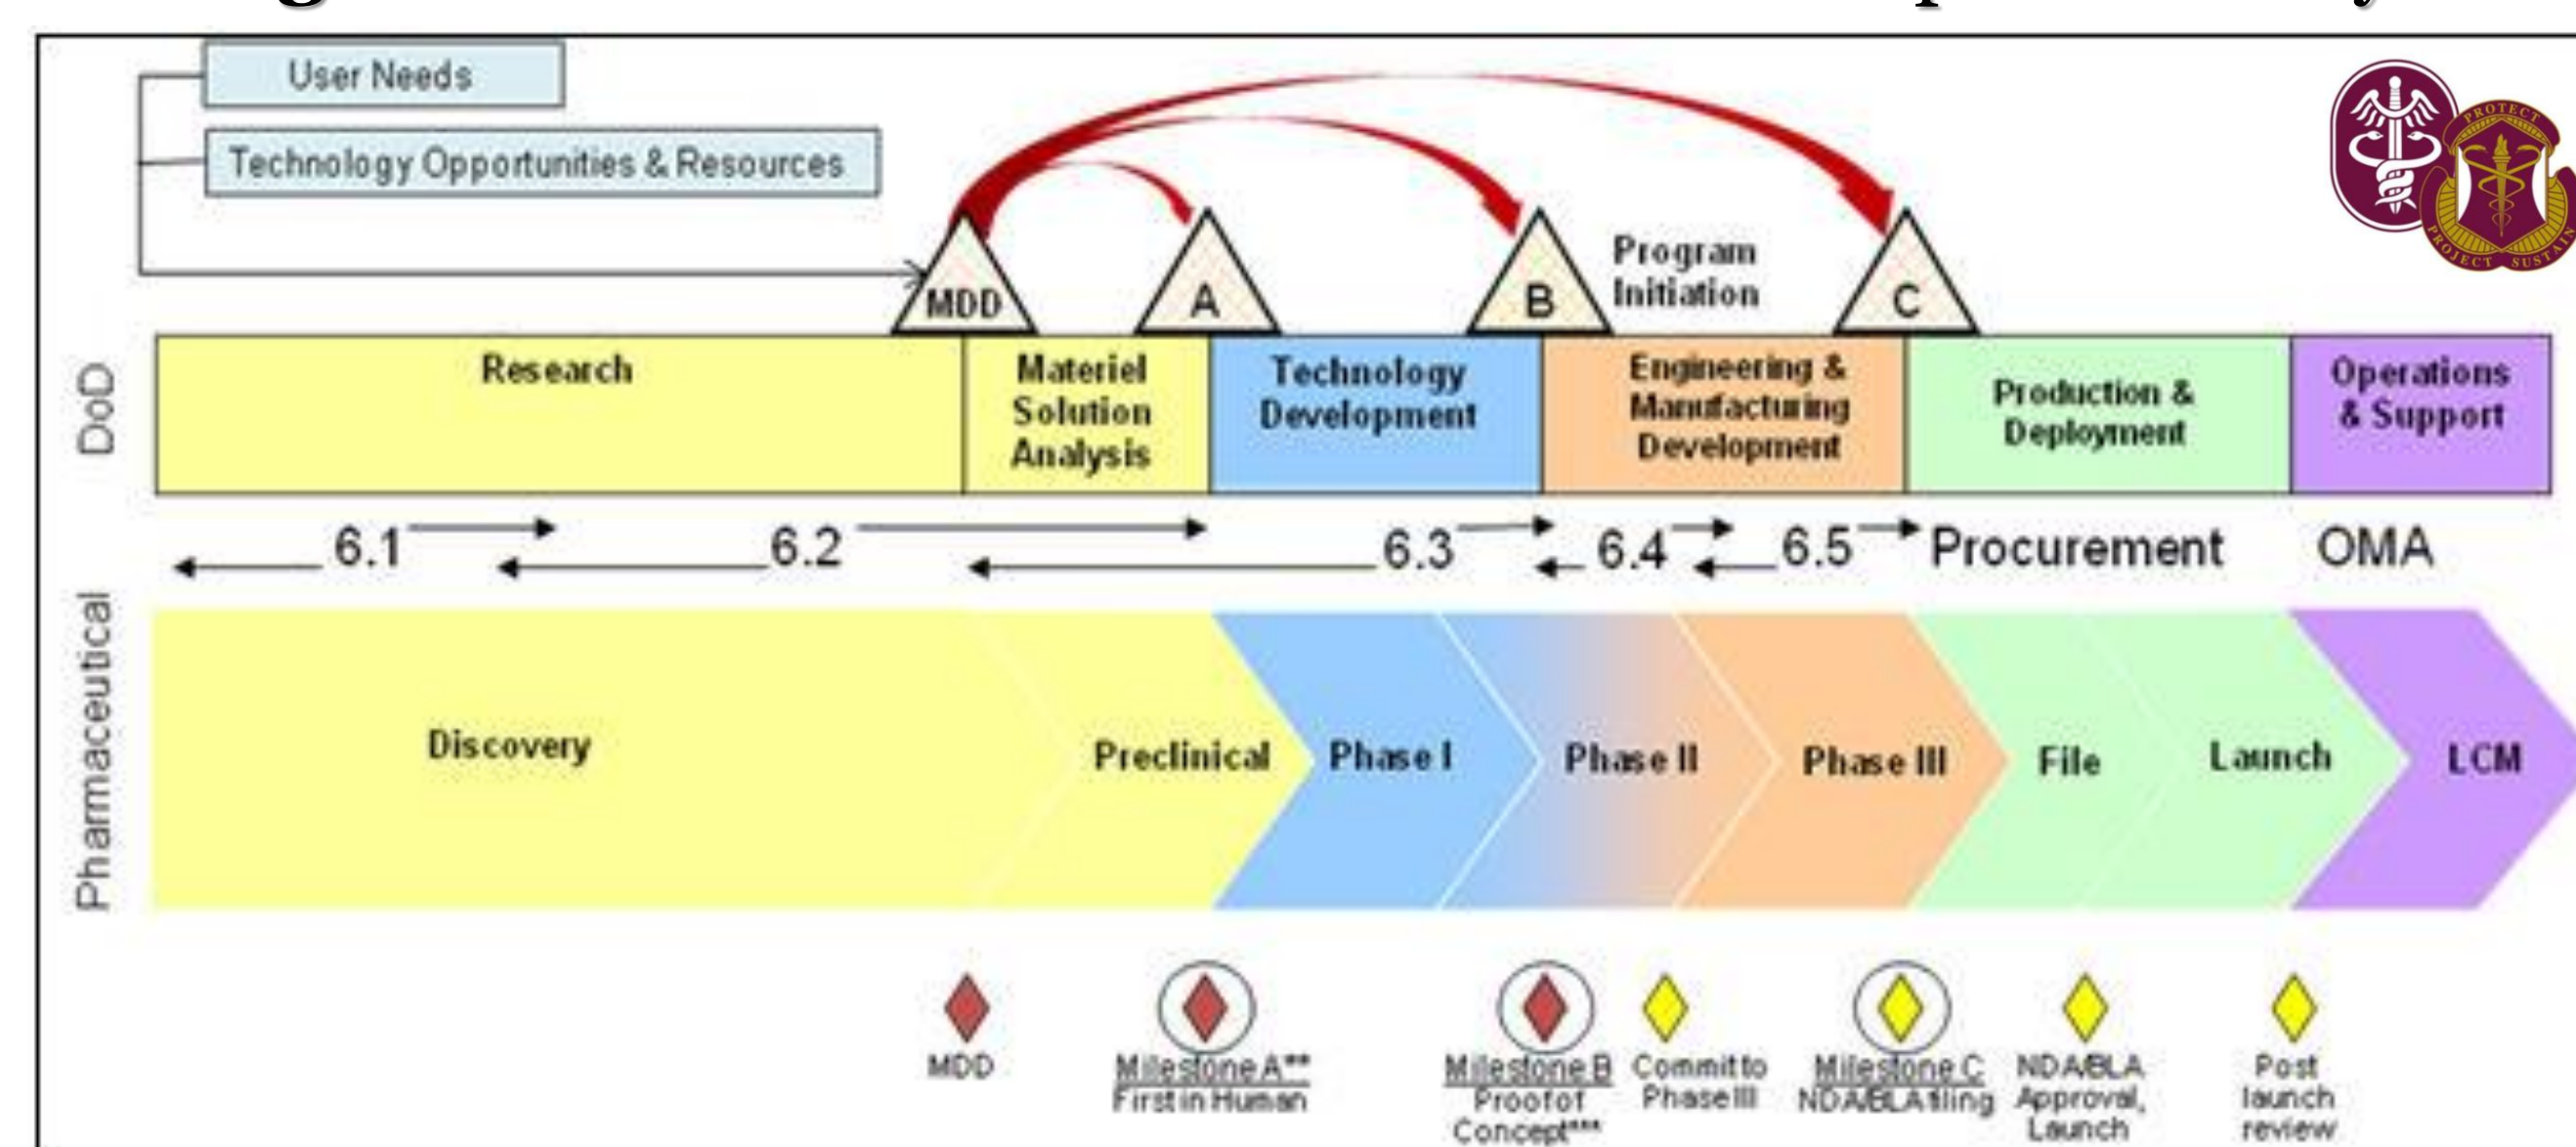 User Needs
Technology Opportunities & Resources
MDD
A
B
Program
Initiation
C
PROTECT
PROJECT
SUSTAIN
DoD
Research
Materiel
Solution
Analysis
Technology
Development
Engineering &
Manufacturing
Development
Production &
Deployment
Operations
& Support
6.1
6.2
6.3
6.4
6.5
Procurement
OMA
Pharmaceutical
Discovery
Preclinical
Phase I
Phase II
Phase III
File
Launch
LCM
MDD
Milestone A**
First in Human
Milestone B
Proof of
Concept***
Commit to
Phase III
Milestone C
NDA/BLA filing
NDA/BLA
Approval,
Launch
Post
launch
review